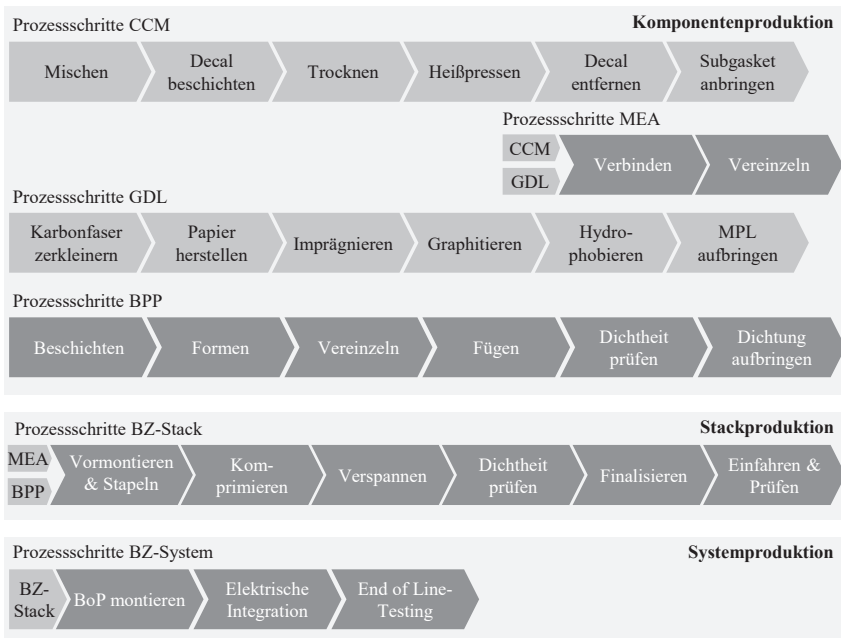 Prozessschritte CCM
Komponentenproduktion
Mischen
Decal
beschichten
Trocknen
Heißpressen
Decal
entfernen
Subgasket
anbringen
Prozessschritte MEA
CCM
GDL
Verbinden
Vereinzeln
Prozessschritte GDL
Karbonfaser
zerkleinern
Papier
herstellen
Imprägnieren
Graphitieren
Hydro-
phobieren
MPL
aufbringen
Prozessschritte BPP
Beschichten
Formen
Vereinzeln
Fügen
Dichtheit
prüfen
Dichtung
aufbringen
Prozessschritte BZ-Stack
Stackproduktion
MEA
BPP
Vormontieren
& Stapeln
Kom-
primieren
Verspannen
Dichtheit
prüfen
Finalisieren
Einfahren &
Prüfen
Prozessschritte BZ-System
Systemproduktion
BZ-
Stack
BoP montieren
Elektrische
Integration
End of Line-
Testing